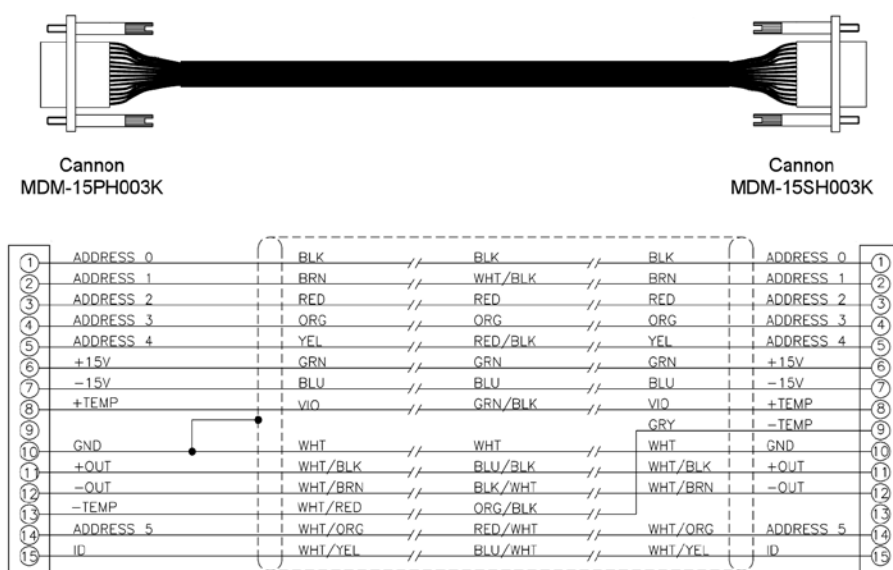 Cannon
MDM-15PH003K
Cannon
MDM-15SH003K
1 ADDRESS 0 BLK BLK BLK ADDRESS 0 1
2 ADDRESS 1 BRN WHT/BLK BRN ADDRESS 1 2
3 ADDRESS 2 RED RED RED ADDRESS 2 3
4 ADDRESS 3 ORG ORG ORG ADDRESS 3 4
5 ADDRESS 4 YEL RED/BLK YEL ADDRESS 4 5
6 +15V GRN GRN GRN +15V 6
7 -15V BLU BLU BLU -15V 7
8 +TEMP VIO GRN/BLK VIO +TEMP 8
9 GRY -TEMP 9
10 GND WHT WHT WHT GND 10
11 +OUT WHT/BLK BLU/BLK WHT/BLK +OUT 11
12 -OUT WHT/BRN BLK/WHT WHT/BRN -OUT 12
13 -TEMP WHT/RED ORG/BLK 13
14 ADDRESS 5 WHT/ORG RED/WHT WHT/ORG ADDRESS 5 14
15 ID WHT/YEL BLU/WHT WHT/YEL ID 15